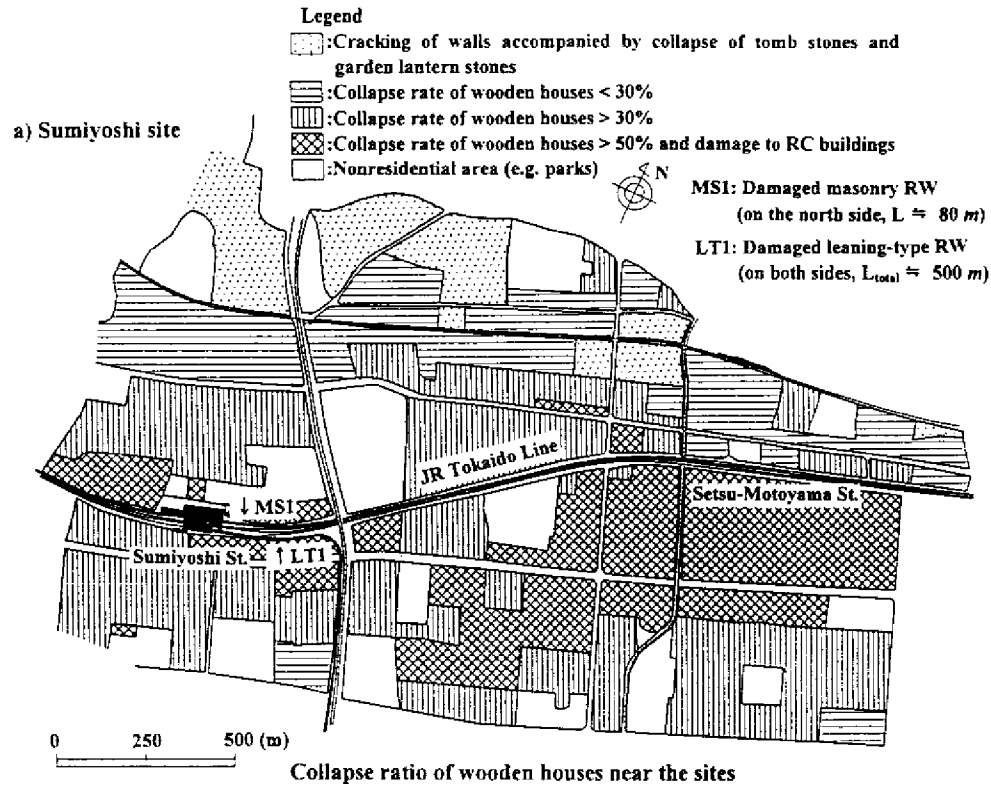 Legend
:Cracking of walls accompanied by collapse of tomb stones and
garden lantern stones
:Collapse rate of wooden houses < 30%
:Collapse rate of wooden houses > 30%
:Collapse rate of wooden houses > 50% and damage to RC buildings
:Nonresidential area (e.g. parks)
a) Sumiyoshi site
N
MS1: Damaged masonry RW
(on the north side, L ≒ 80 m)
LT1: Damaged leaning-type RW
(on both sides, Ltotal ≒ 500 m)
JR Tokaido Line
Setsu-Motoyama St.
↓ MS1
Sumiyoshi St.
↑ LT1
0 250 500 (m)
Collapse ratio of wooden houses near the sites